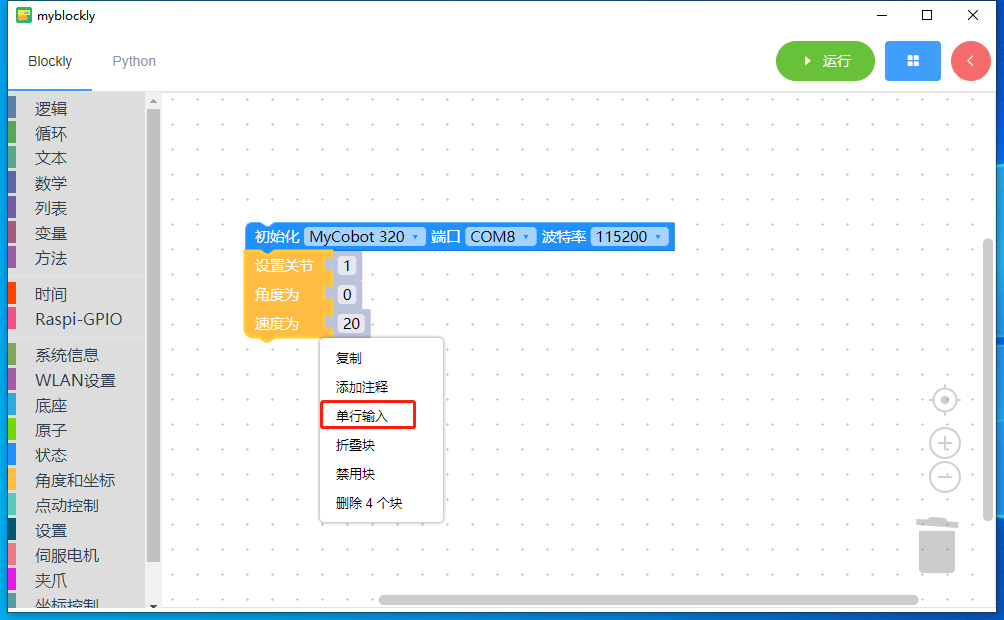 myblockly
Blockly Python 运行
逻辑
循环
文本
数学
列表
变量
方法
时间
Raspi-GPIO
系统信息
WLAN设置
底座
原子
状态
角度和坐标
点动控制
设置
伺服电机
夹爪
坐标控制
初始化 MyCobot 320 端口 COM8 波特率 115200
设置关节 1
角度为 0
速度为 20
复制
添加注释
单行输入
折叠块
禁用块
删除 4 个块